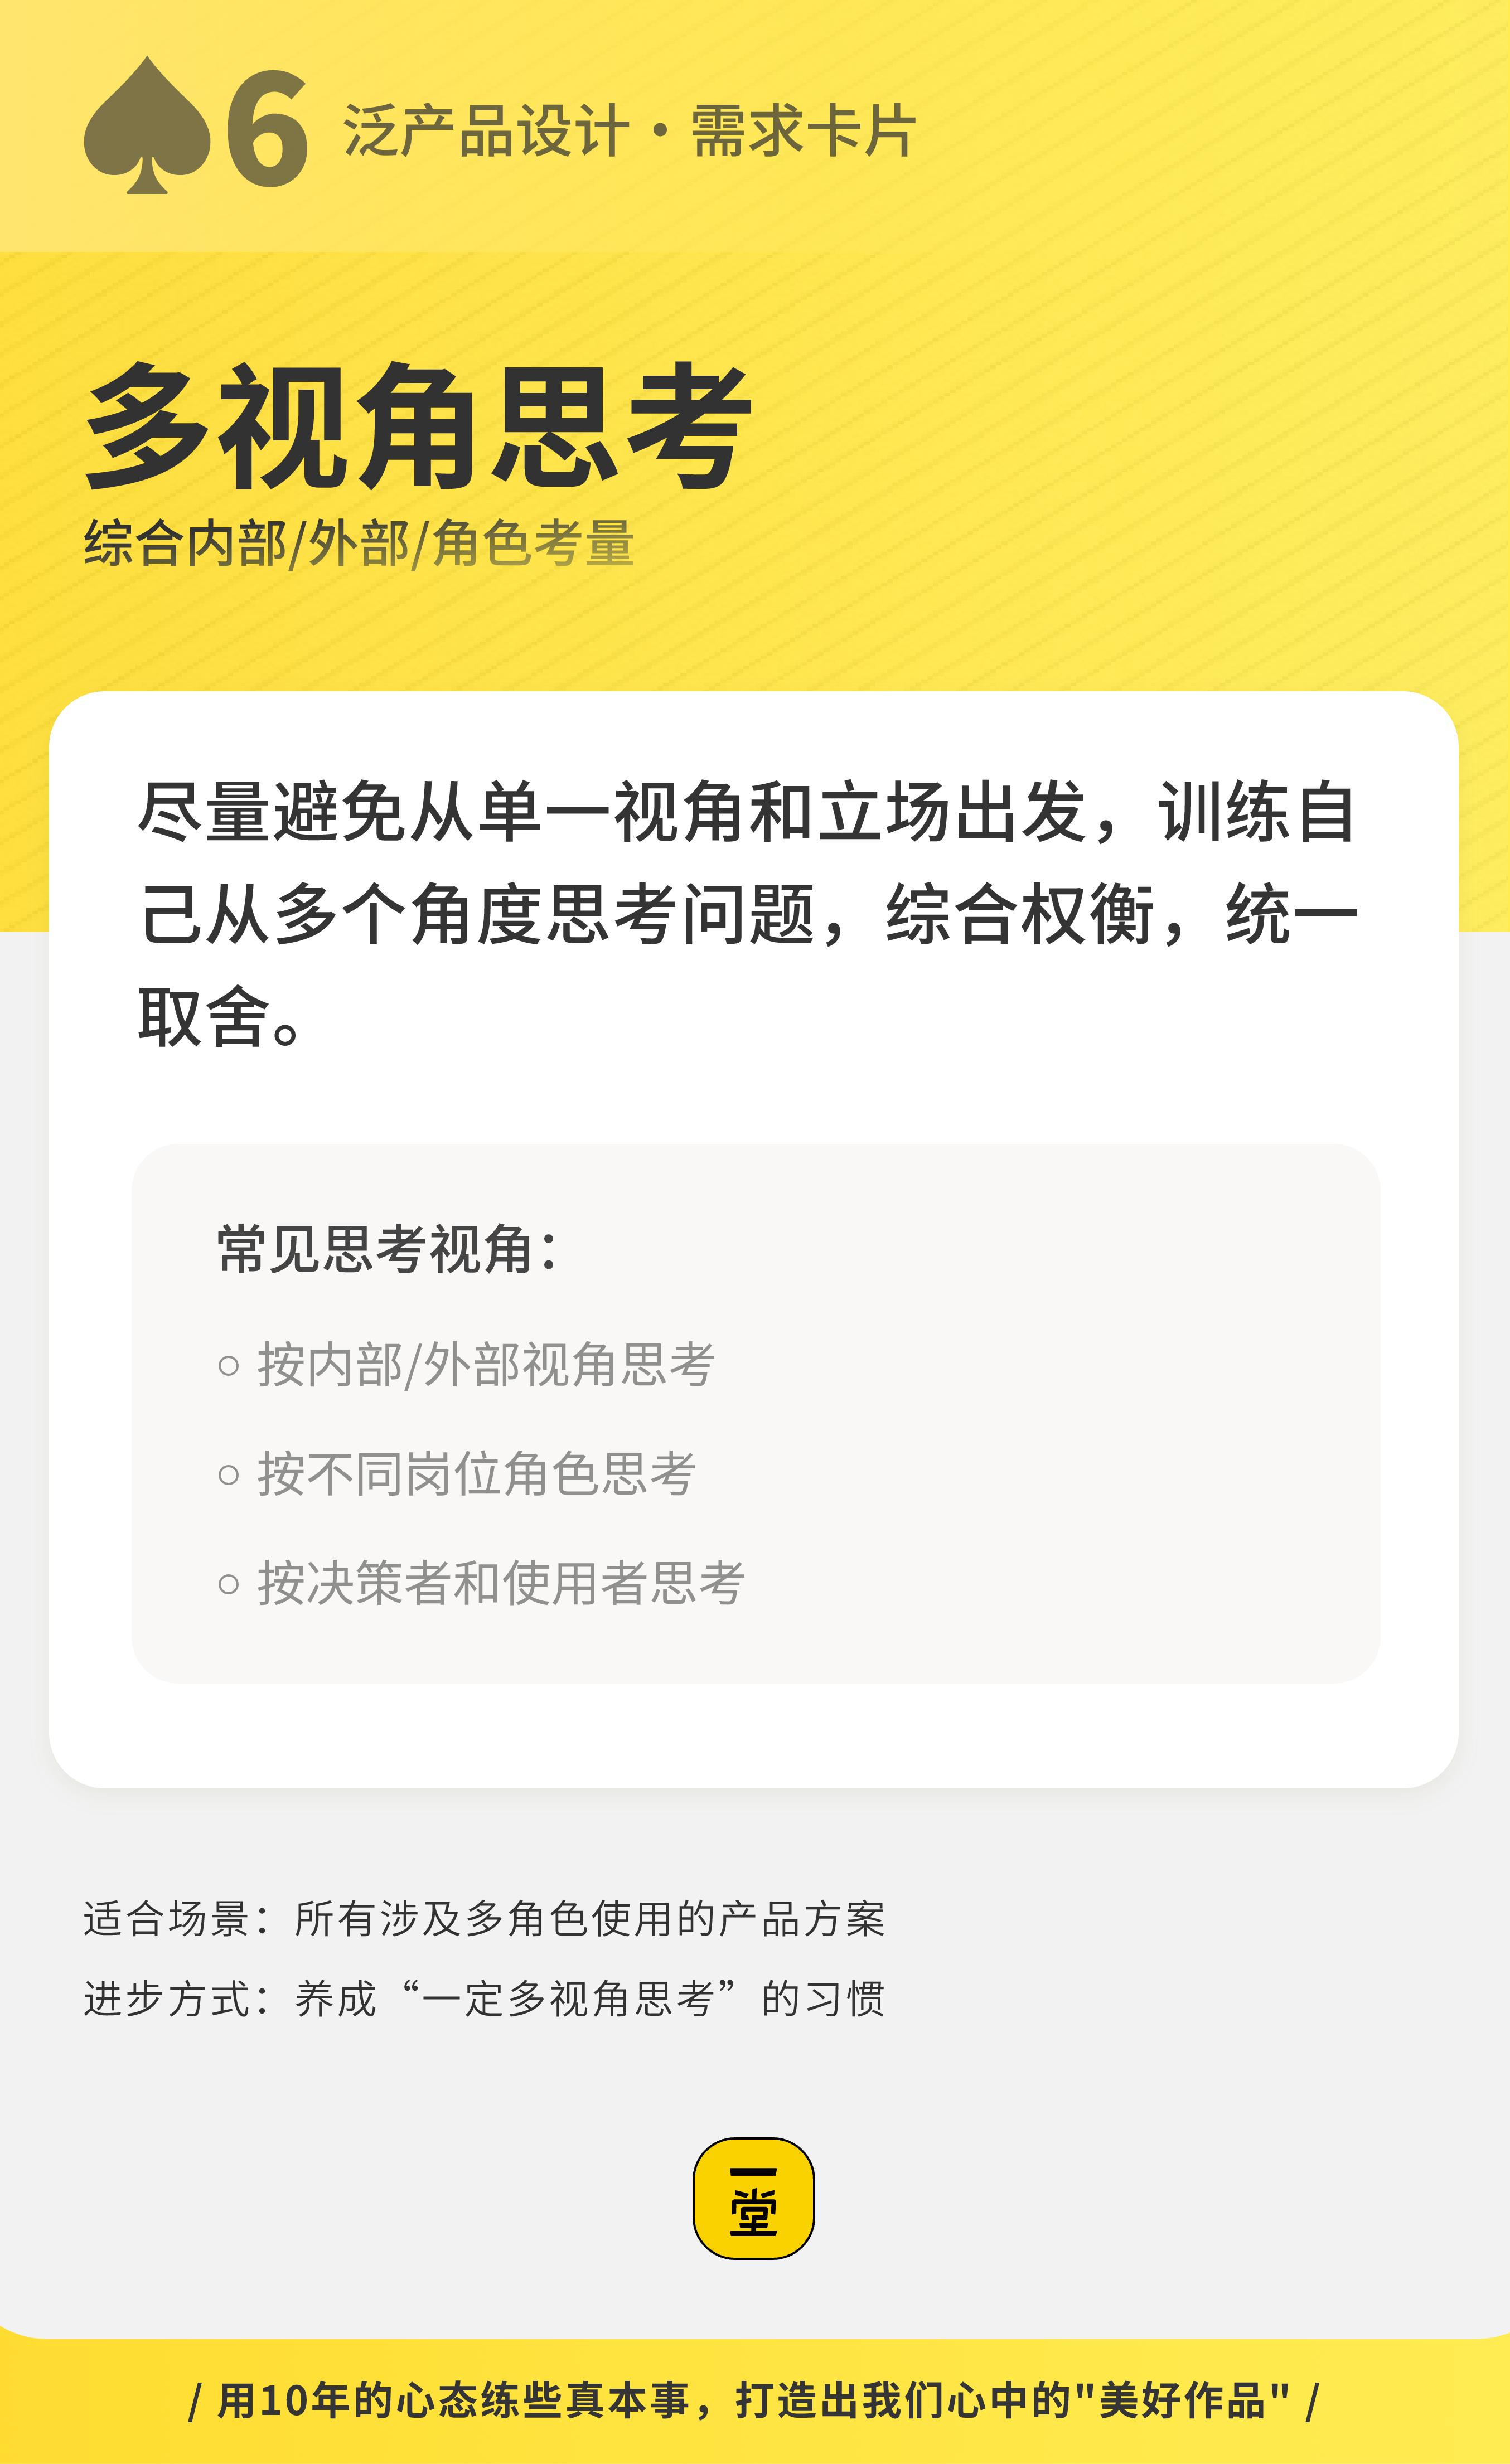 6 泛产品设计·需求卡片
多视角思考
综合内部/外部/角色考量
尽量避免从单一视角和立场出发，训练自
己从多个角度思考问题，综合权衡，统一
取舍。
常见思考视角：
○ 按内部/外部视角思考
○ 按不同岗位角色思考
○ 按决策者和使用者思考
适合场景：所有涉及多角色使用的产品方案
进步方式：养成“一定多视角思考”的习惯
一
堂
/ 用10年的心态练些真本事，打造出我们心中的"美好作品" /